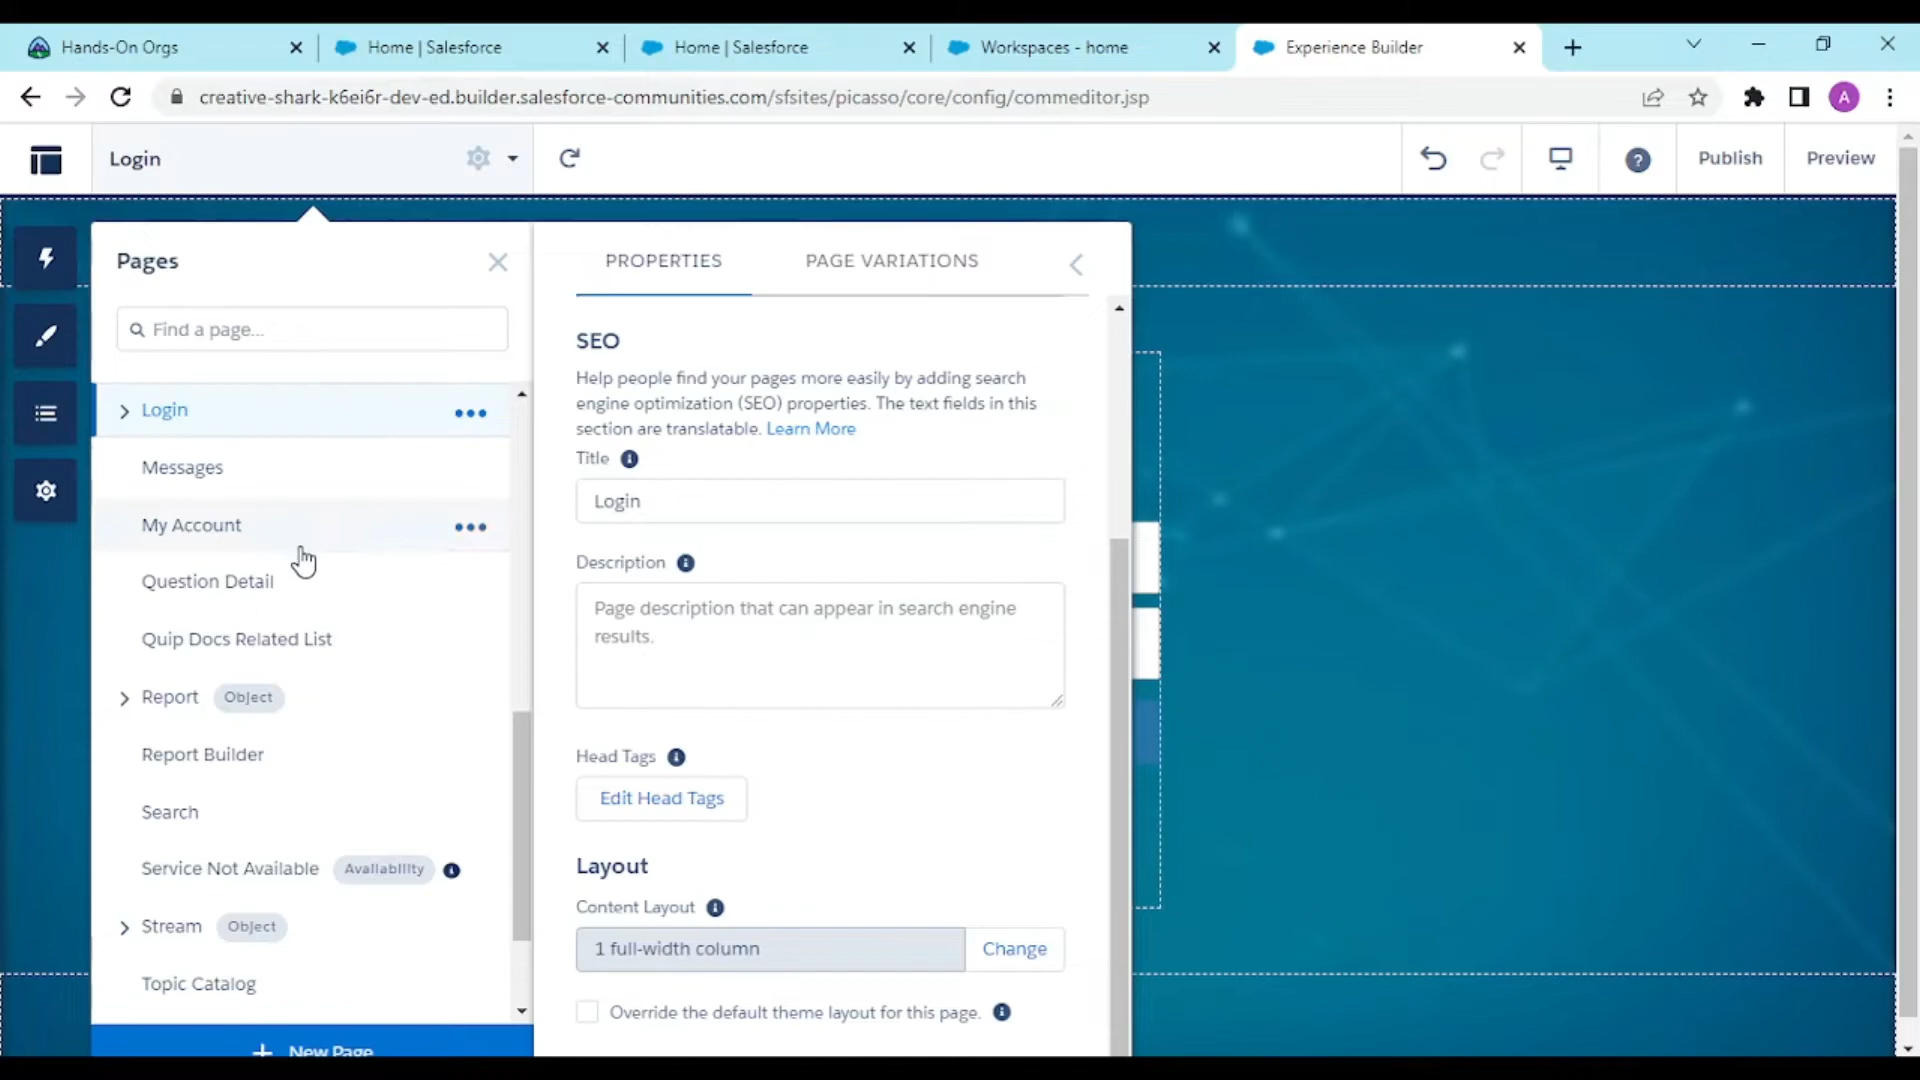 Hands-On Orgs
Home | Salesforce
Home | Salesforce
Workspaces - home
Experience Builder
creative-shark-k6ei6r-dev-ed.builder.salesforce-communities.com/sfsites/picasso/core/config/commeditor.jsp
A
Login
?
Publish
Preview
Pages
Find a page...
Login
Messages
My Account
Question Detail
Quip Docs Related List
Report Object
Report Builder
Search
Service Not Available Availability
Stream Object
Topic Catalog
New Page
PROPERTIES
PAGE VARIATIONS
SEO
Help people find your pages more easily by adding search
engine optimization (SEO) properties. The text fields in this
section are translatable. Learn More
Title
Login
Description
Page description that can appear in search engine
results.
Head Tags
Edit Head Tags
Layout
Content Layout
1 full-width column
Change
Override the default theme layout for this page.